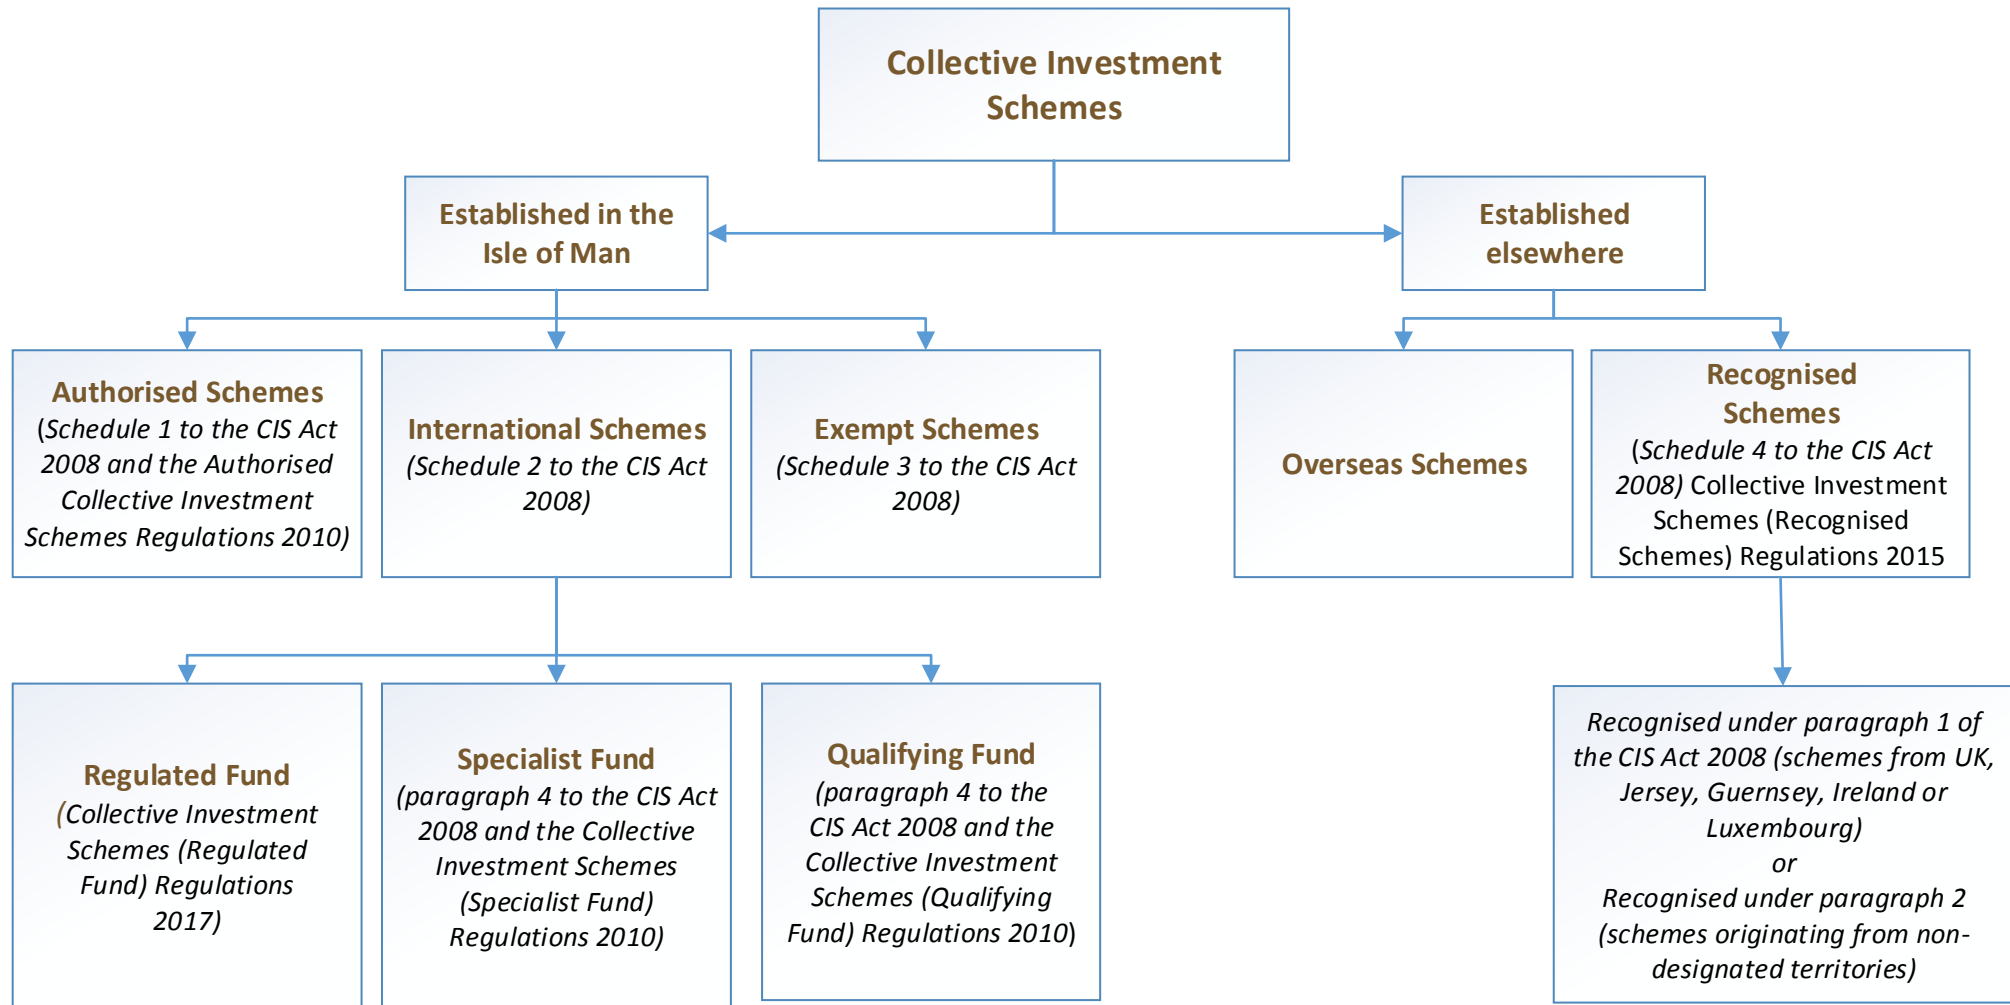 Collective Investment
Schemes
Established in the
Isle of Man
Established
elsewhere
Authorised Schemes
(Schedule 1 to the CIS Act
2008 and the Authorised
Collective Investment
Schemes Regulations 2010)
International Schemes
(Schedule 2 to the CIS Act
2008)
Exempt Schemes
(Schedule 3 to the CIS Act
2008)
Overseas Schemes
Recognised
Schemes
(Schedule 4 to the CIS Act
2008) Collective Investment
Schemes (Recognised
Schemes) Regulations 2015
Regulated Fund
(Collective Investment
Schemes (Regulated
Fund) Regulations
2017)
Specialist Fund
(paragraph 4 to the CIS Act
2008 and the Collective
Investment Schemes
(Specialist Fund)
Regulations 2010)
Qualifying Fund
(paragraph 4 to the
CIS Act 2008 and the
Collective Investment
Schemes (Qualifying
Fund) Regulations 2010)
Recognised under paragraph 1 of
the CIS Act 2008 (schemes from UK,
Jersey, Guernsey, Ireland or
Luxembourg)
or
Recognised under paragraph 2
(schemes originating from non-
designated territories)